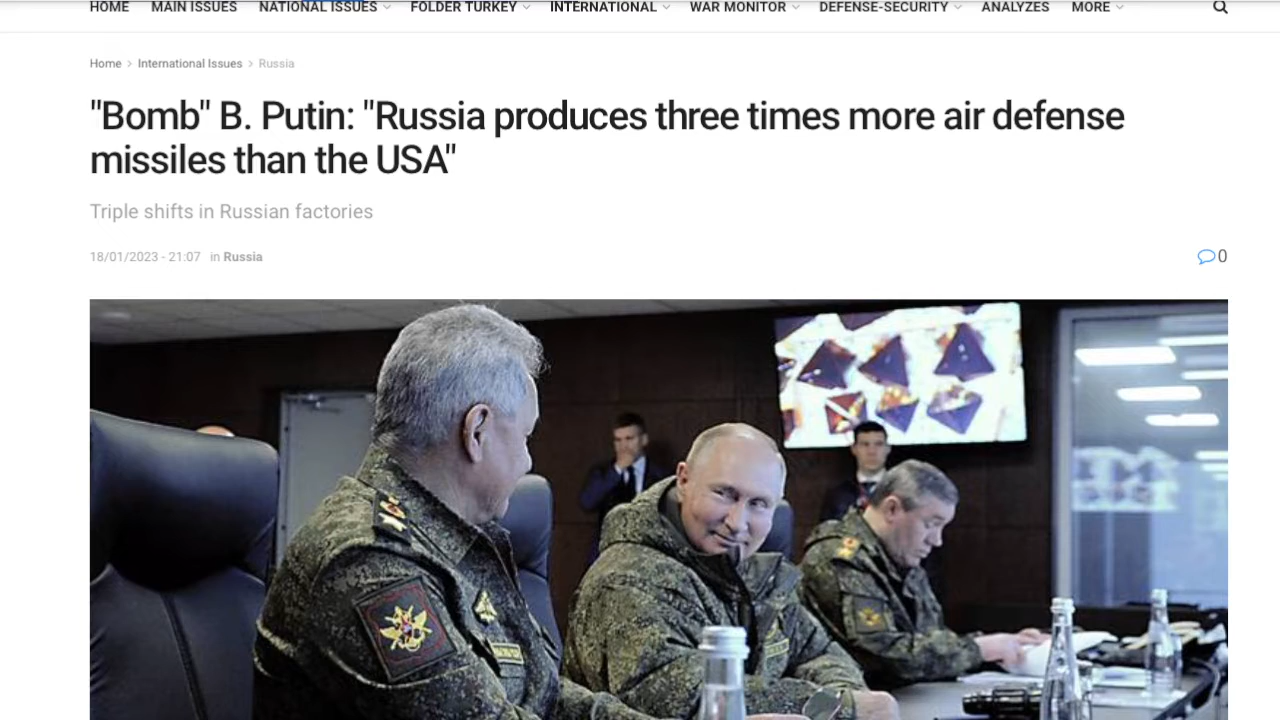 HOME MAIN ISSUES NATIONAL ISSUES FOLDER TURKEY INTERNATIONAL WAR MONITOR DEFENSE-SECURITY ANALYZES MORE
Home > International Issues > Russia
"Bomb" B. Putin: "Russia produces three times more air defense
missiles than the USA"
Triple shifts in Russian factories
18/01/2023 - 21:07 in Russia
0